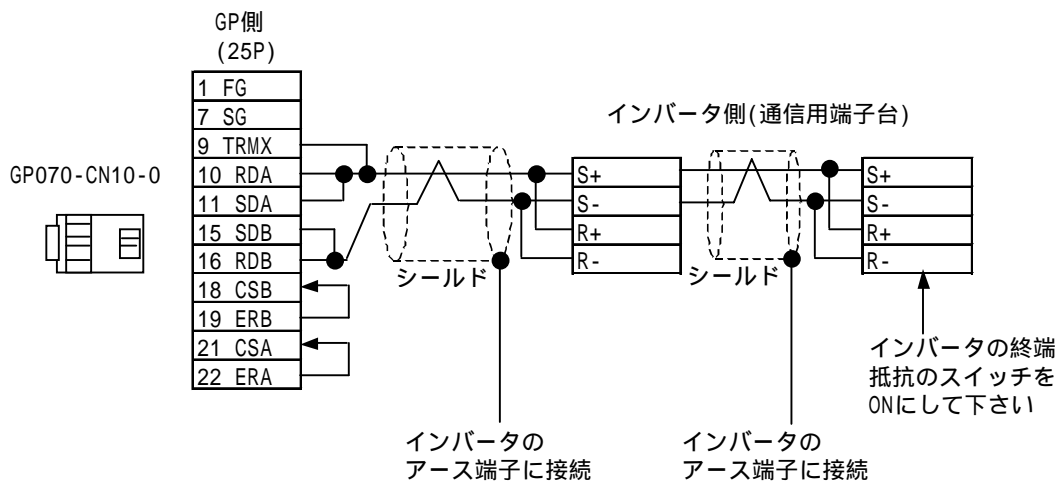 GP側
(25P)
1 FG
7 SG
9 TRMX
10 RDA
11 SDA
15 SDB
16 RDB
18 CSB
19 ERB
21 CSA
22 ERA
GP070-CN10-0
シールド
インバータの
アース端子に接続
インバータ側(通信用端子台)
S+
S-
R+
R-
シールド
インバータの
アース端子に接続
S+
S-
R+
R-
インバータの終端
抵抗のスイッチを
ONにして下さい